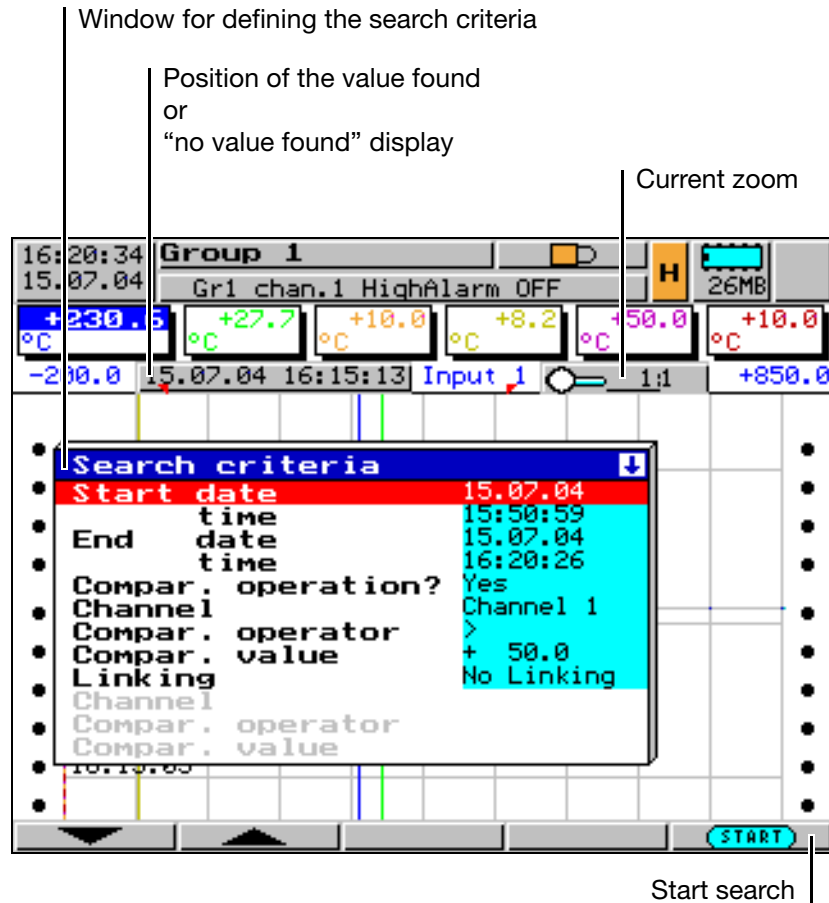 Window for defining the search criteria
Position of the value found
or
“no value found” display
Current zoom
16:20:34 Group 1
15.07.04 Gr1 chan.1 HighAlarm OFF H 26MB
+230.6 +27.7 +10.0 +8.2 +50.0 +10.0
°C °C °C °C °C °C
-200.0 15.07.04 16:15:13 Input 1 1:1 +850.0
Search criteria
Start date 15.07.04
time 15:50:59
End date 15.07.04
time 16:20:26
Compar. operation? Yes
Channel Channel 1
Compar. operator >
Compar. value + 50.0
Linking No Linking
Channel
Compar. operator
Compar. value
START
Start search